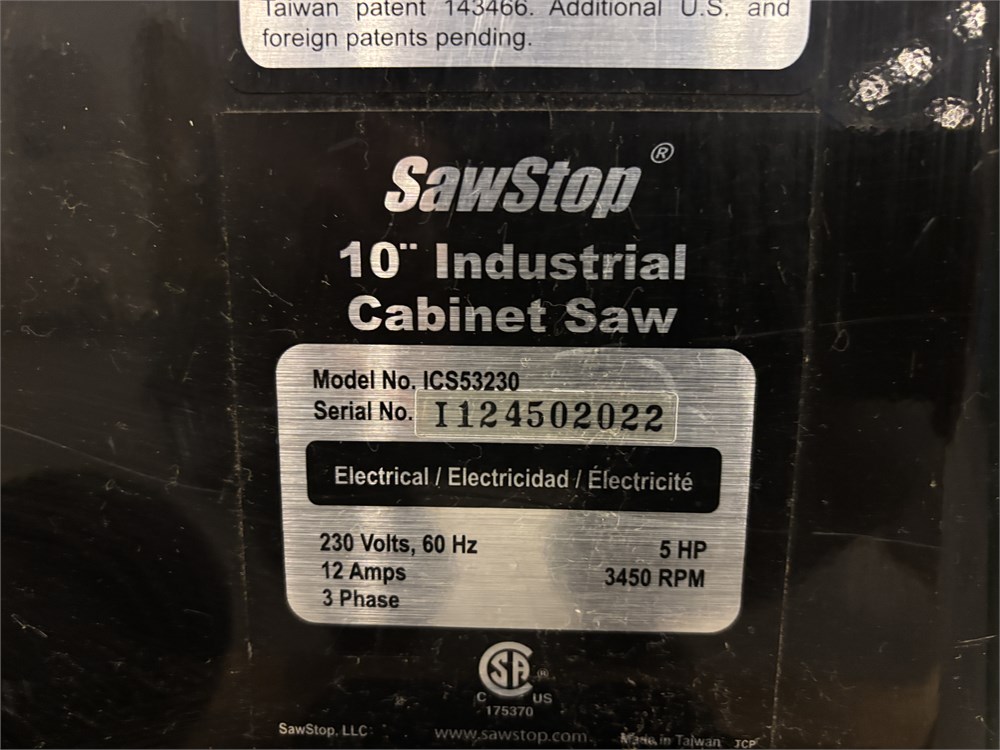 Taiwan patent 143466. Additional U.S. and
foreign patents pending.
SawStop®
10" Industrial
Cabinet Saw
Model No. ICS53230
Serial No. I124502022
Electrical / Electricidad / Électricité
230 Volts, 60 Hz
5 HP
12 Amps
3450 RPM
3 Phase
SA ®
C US
175370
SawStop, LLC
www.sawstop.com
Made in Taiwan TCP